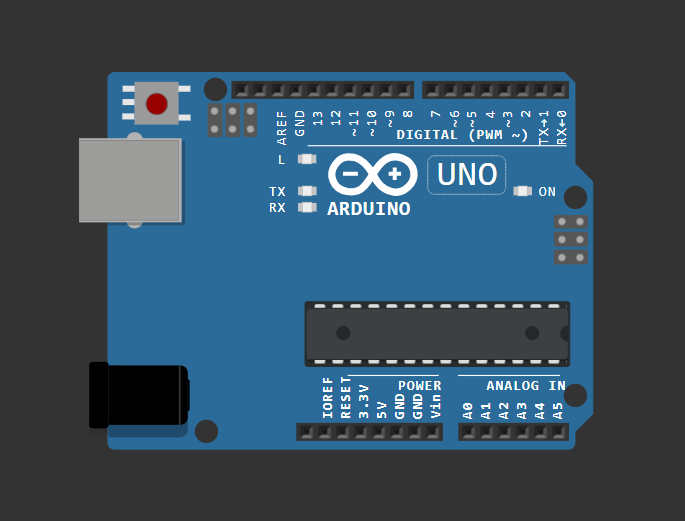 AREF GND 13 12 ~11 ~10 ~9 8 7 ~6 ~5 4 ~3 2 TX→1 RX←0
DIGITAL (PWM ~)
L
TX
RX
UNO
ON
ARDUINO
POWER
ANALOG IN
IOREF RESET 3.3V 5V GND GND Vin A0 A1 A2 A3 A4 A5